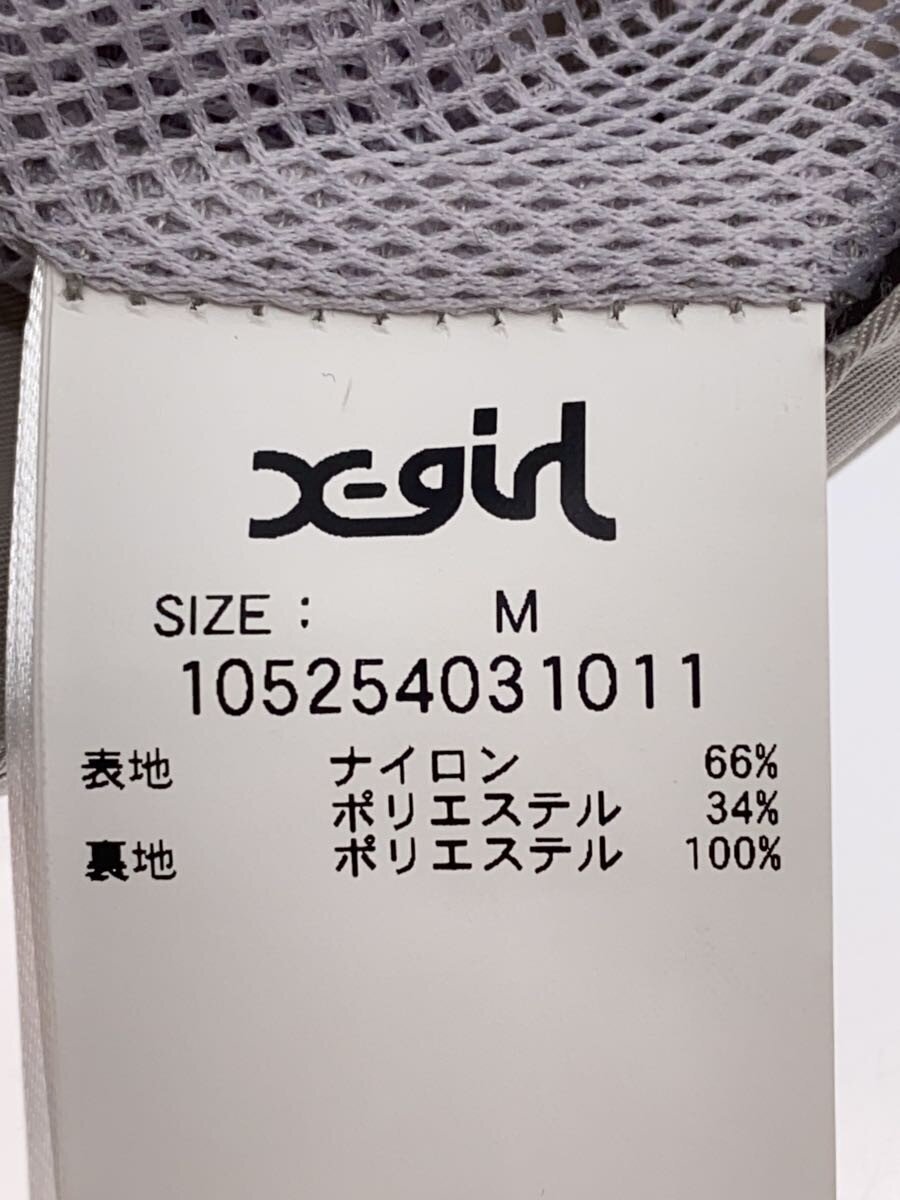 X-girl
SIZE : M
105254031011
表地 ナイロン 66%
ポリエステル 34%
裏地 ポリエステル 100%